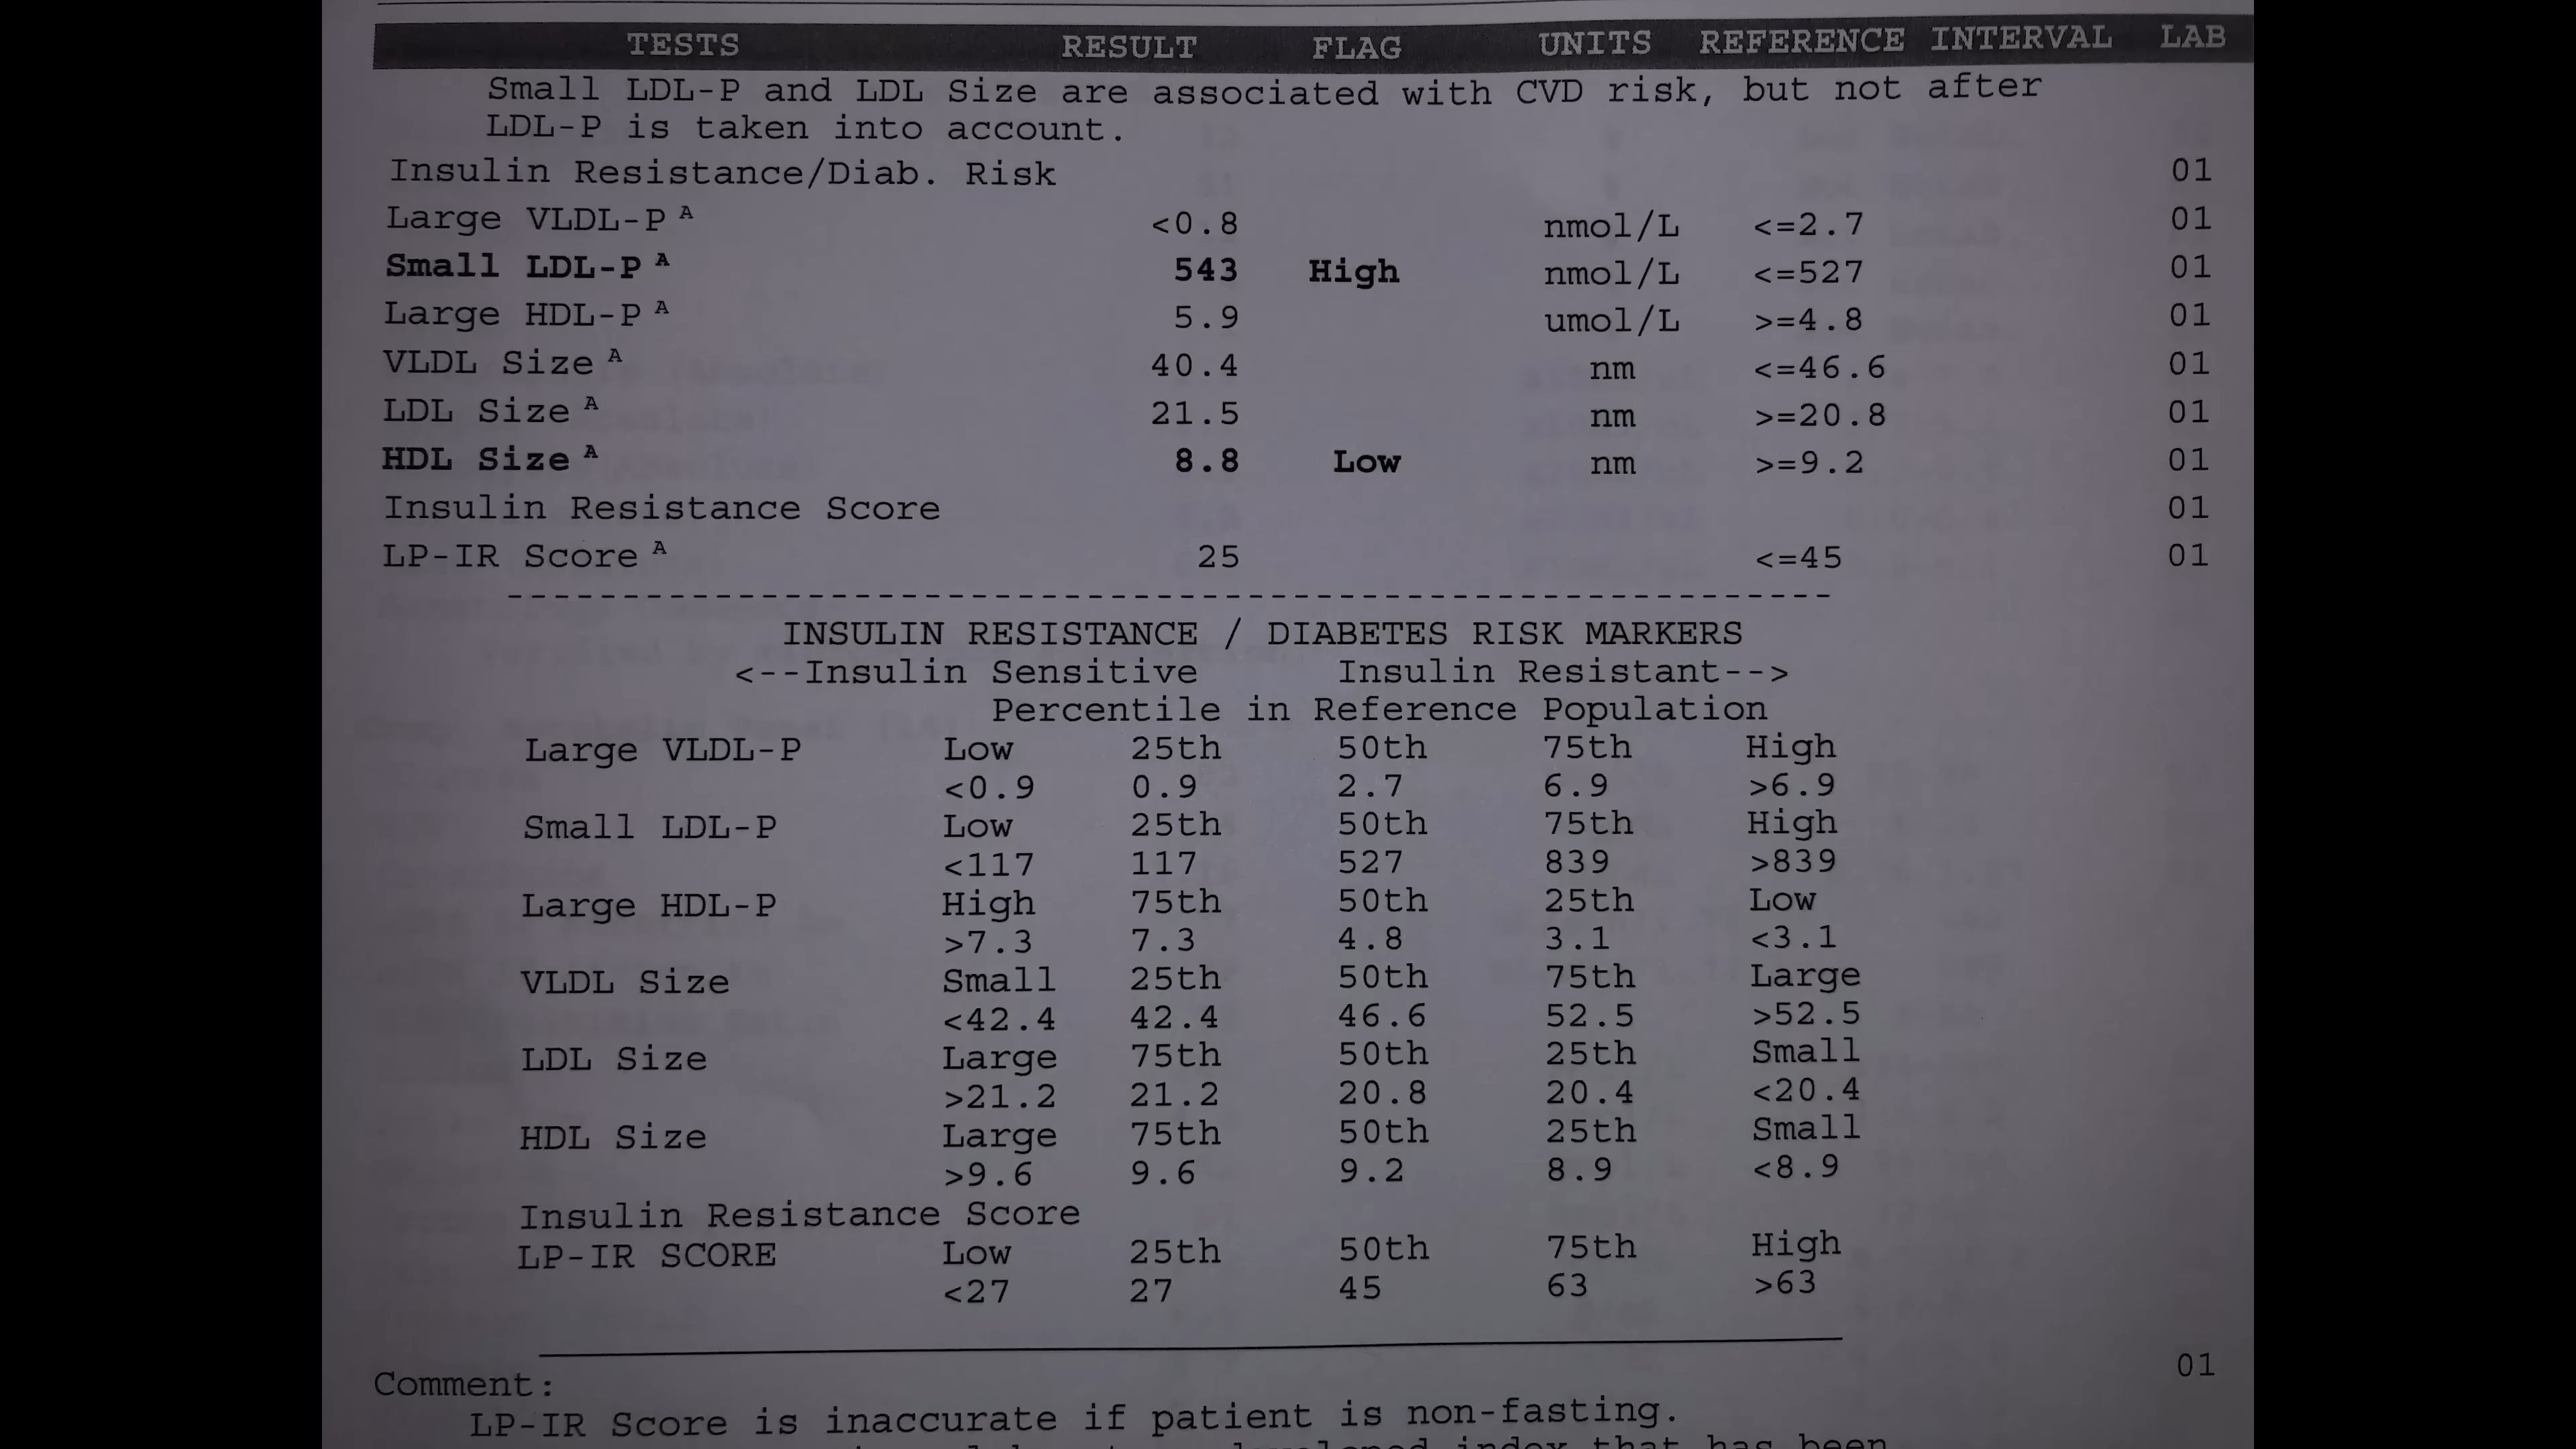 TESTS RESULT FLAG UNITS REFERENCE INTERVAL LAB
Small LDL-P and LDL Size are associated with CVD risk, but not after
LDL-P is taken into account.
Insulin Resistance/Diab. Risk 01
Large VLDL-P A <0.8 nmol/L <=2.7 01
Small LDL-P A 543 High nmol/L <=527 01
Large HDL-P A 5.9 umol/L >=4.8 01
VLDL Size A 40.4 nm <=46.6 01
LDL Size A 21.5 nm >=20.8 01
HDL Size A 8.8 Low nm >=9.2 01
Insulin Resistance Score 01
LP-IR Score A 25 <=45 01
INSULIN RESISTANCE / DIABETES RISK MARKERS
<--Insulin Sensitive Insulin Resistant-->
Percentile in Reference Population
Large VLDL-P Low 25th 50th 75th High
<0.9 0.9 2.7 6.9 >6.9
Small LDL-P Low 25th 50th 75th High
<117 117 527 839 >839
Large HDL-P High 75th 50th 25th Low
>7.3 7.3 4.8 3.1 <3.1
VLDL Size Small 25th 50th 75th Large
<42.4 42.4 46.6 52.5 >52.5
LDL Size Large 75th 50th 25th Small
>21.2 21.2 20.8 20.4 <20.4
HDL Size Large 75th 50th 25th Small
>9.6 9.6 9.2 8.9 <8.9
Insulin Resistance Score
LP-IR SCORE Low 25th 50th 75th High
<27 27 45 63 >63
Comment: 01
LP-IR Score is inaccurate if patient is non-fasting.
developed index that has been